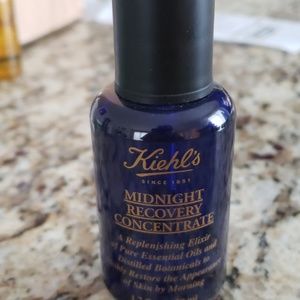 Kiehl's
SINCE 1851
MIDNIGHT
RECOVERY
CONCENTRATE
A Replenishing Elixir
of Pure Essential Oils and
Distilled Botanicals to
Restore the Appearance
of Skin by Morning